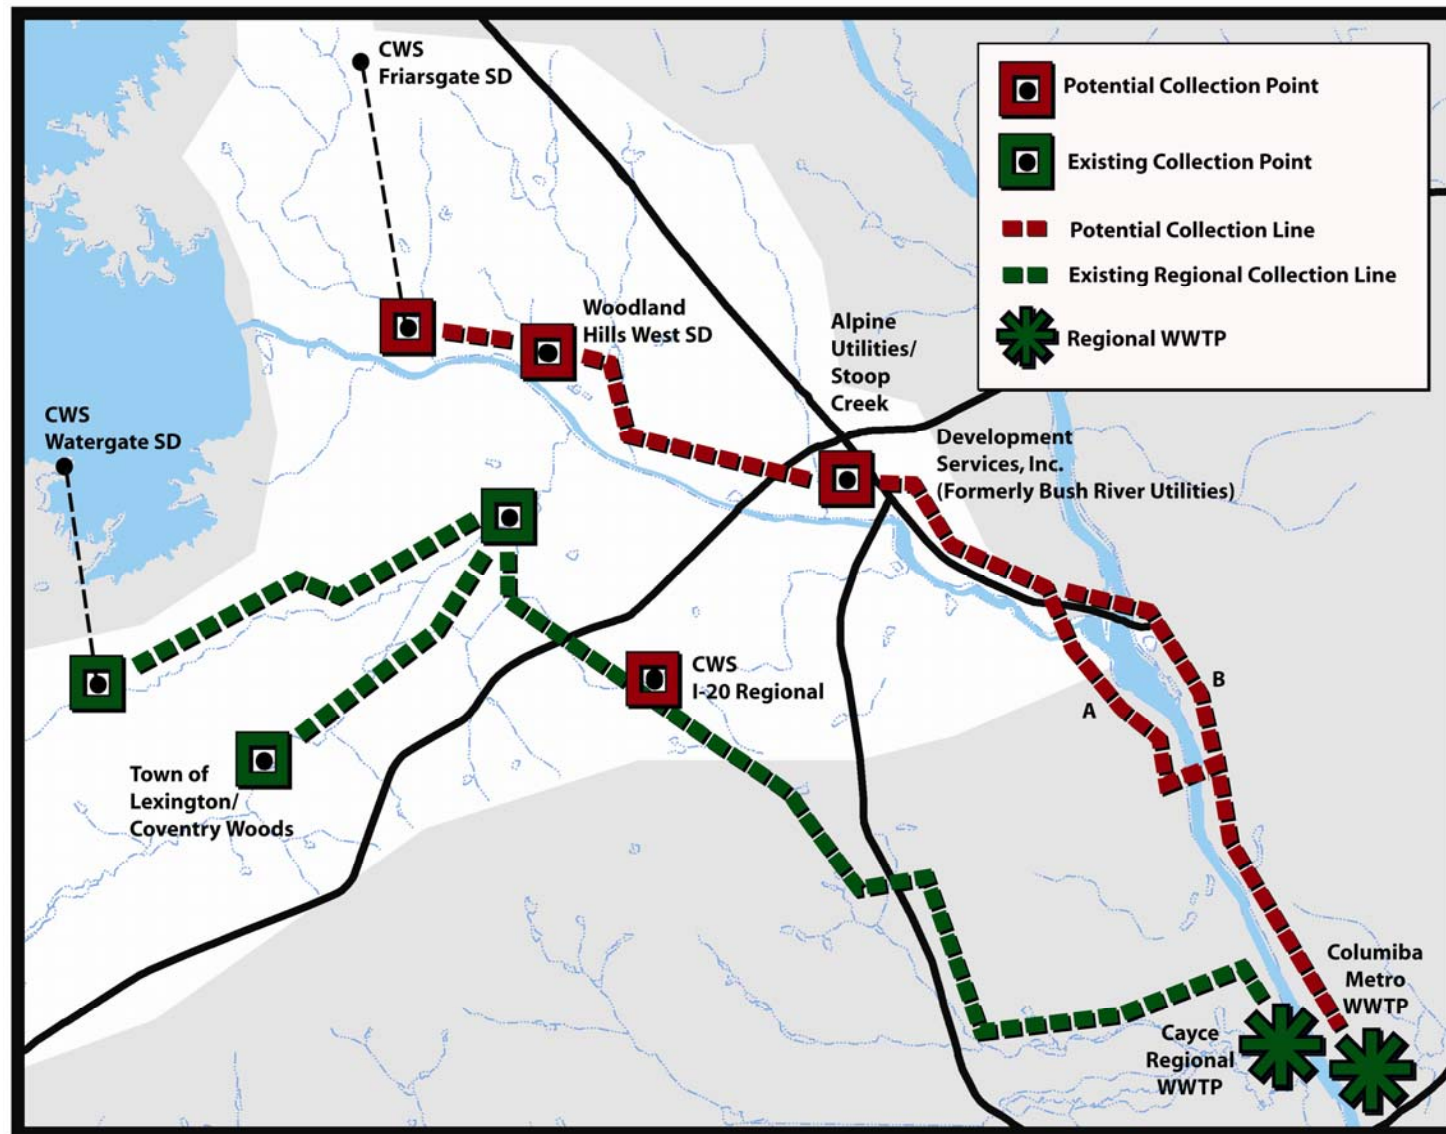 CWS
Friarsgate SD
Potential Collection Point
Existing Collection Point
Potential Collection Line
Existing Regional Collection Line
Regional WWTP
Woodland
Hills West SD
Alpine
Utilities/
Stoop
Creek
CWS
Watergate SD
Development
Services, Inc.
(Formerly Bush River Utilities)
CWS
I-20 Regional
B
A
Town of
Lexington/
Coventry Woods
Columiba
Metro
WWTP
Cayce
Regional
WWTP